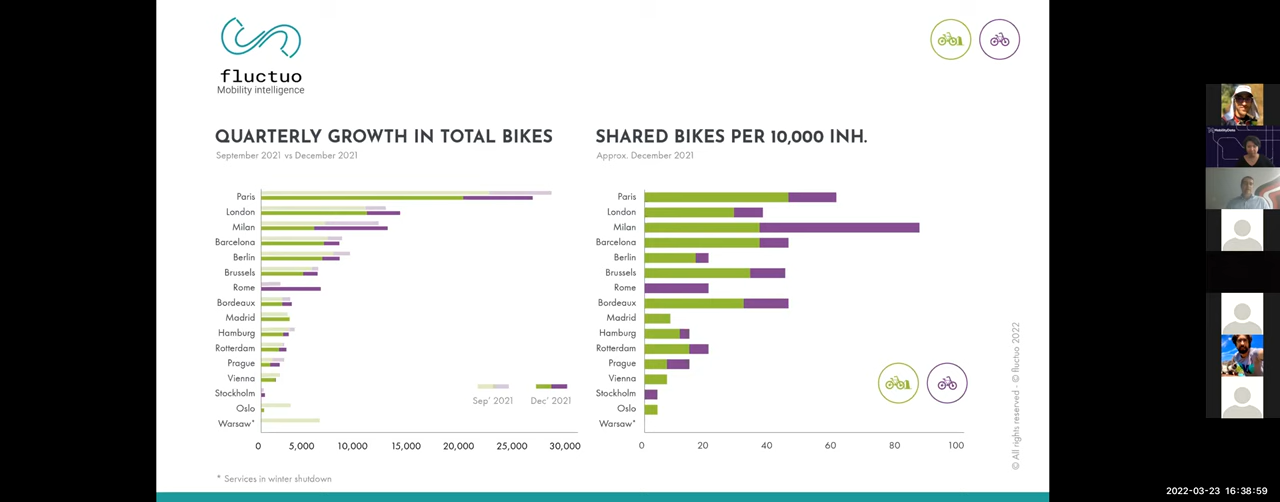 fluctuo
Mobility intelligence
QUARTERLY GROWTH IN TOTAL BIKES
September 2021 vs December 2021
Paris
London
Milan
Barcelona
Berlin
Brussels
Rome
Bordeaux
Madrid
Hamburg
Rotterdam
Prague
Vienna
Stockholm
Oslo
Warsaw*
Sep' 2021
Dec' 2021
0 5,000 10,000 15,000 20,000 25,000 30,000
* Services in winter shutdown
SHARED BIKES PER 10,000 INH.
Approx. December 2021
Paris
London
Milan
Barcelona
Berlin
Brussels
Rome
Bordeaux
Madrid
Hamburg
Rotterdam
Prague
Vienna
Stockholm
Oslo
Warsaw*
0 20 40 60 80 100
© All rights reserved - © fluctuo 2022
MobilityData
2022-03-23 16:38:59